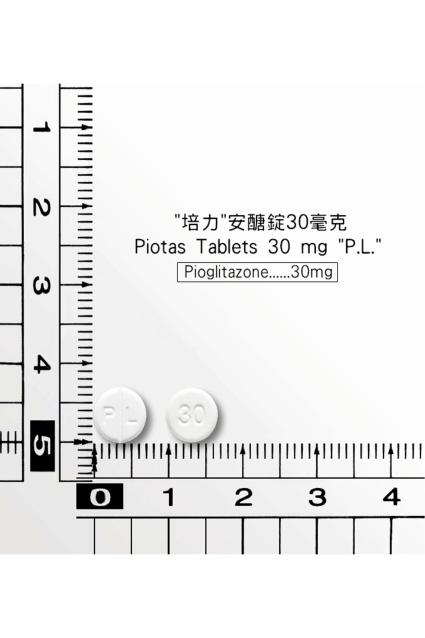 "培力"安醣錠30毫克
Piotas Tablets 30 mg "P.L."
Pioglitazone......30mg
1
2
3
4
5
P L
30
0 1 2 3 4